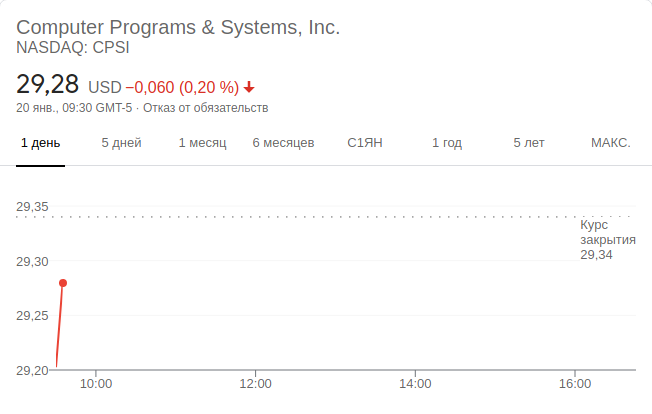 Computer Programs & Systems, Inc.
NASDAQ: CPSI
29,28 USD −0,060 (0,20 %)
20 янв., 09:30 GMT-5 · Отказ от обязательств
1 день 5 дней 1 месяц 6 месяцев С1ЯН 1 год 5 лет МАКС.
29,35
Курс
закрытия
29,34
29,30
29,25
29,20
10:00 12:00 14:00 16:00